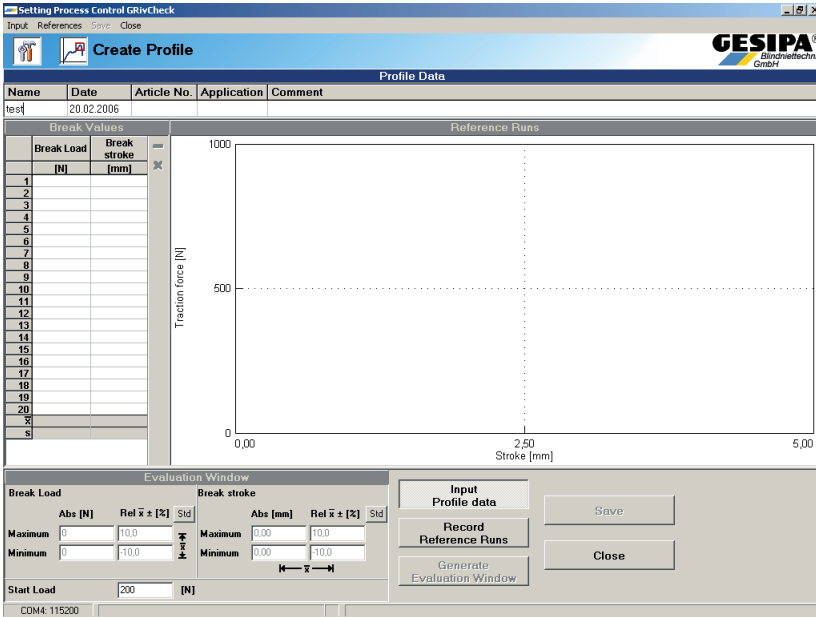 Setting Process Control GRivCheck
Input References Save Close
Create Profile
GESIPA®
Blindniettechn
GmbH
Profile Data
Name Date Article No. Application Comment
test 20.02.2006
Break Values
Reference Runs
Break Load Break stroke
[N] [mm]
1
2
3
4
5
6
7
8
9
10
11
12
13
14
15
16
17
18
19
20
x̅
s
Traction force [N]
1000
500
0
0,00 2,50 5,00
Stroke [mm]
Evaluation Window
Break Load
Abs [N] Rel x̅ ± [%] Std
Maximum 0 10,0
Minimum 0 -10,0
x̅
Break stroke
Abs [mm] Rel x̅ ± [%] Std
Maximum 0,00 10,0
Minimum 0,00 -10,0
x̅
Start Load 200 [N]
Input
Profile data
Record
Reference Runs
Generate
Evaluation Window
Save
Close
COM4: 115200